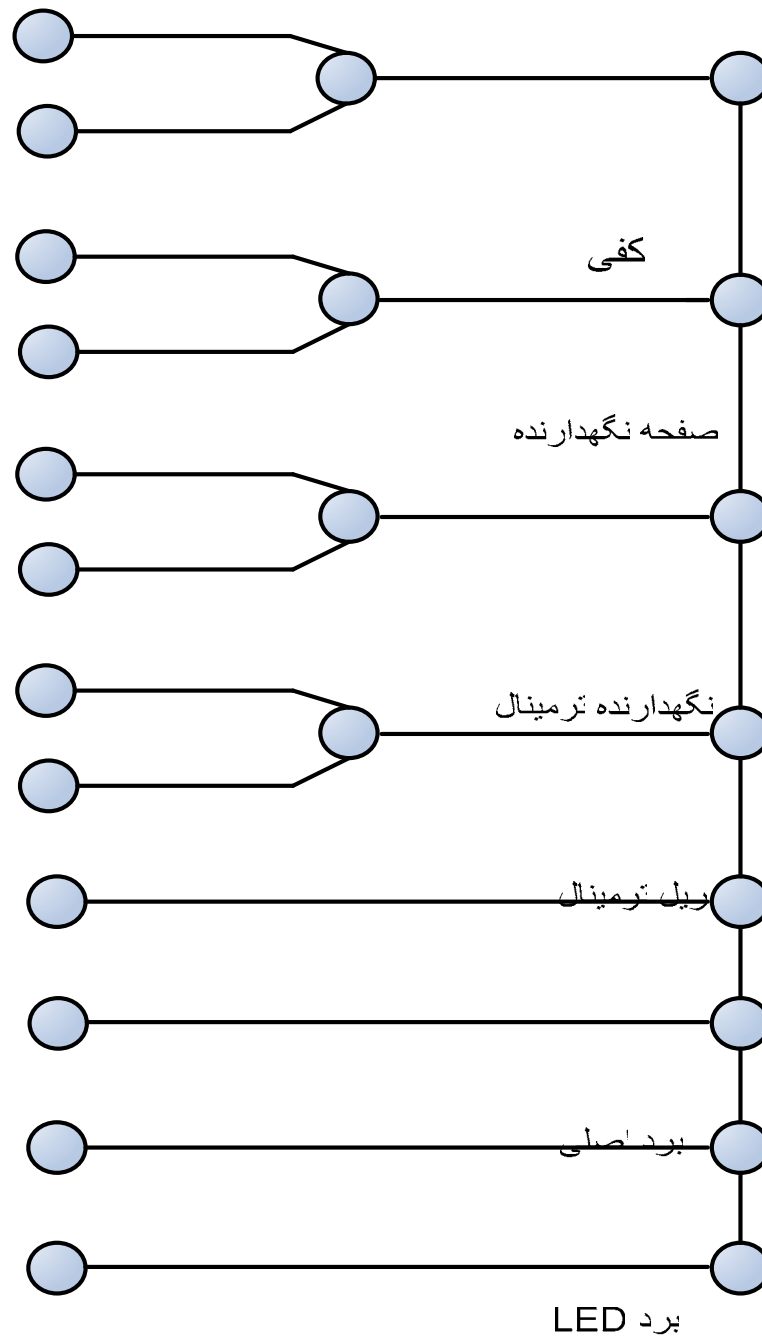 کفی
صفحه نگهدارنده
نگهدارنده ترمینال
ریل ترمینال
برد اصلی
برد LED